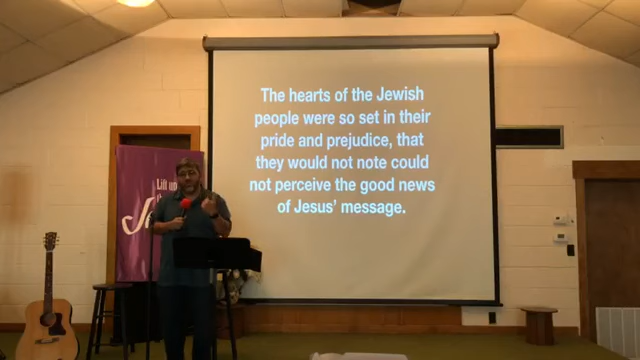 The hearts of the Jewish
people were so set in their
pride and prejudice, that
they would not note could
not perceive the good news
of Jesus’ message.
Lift up